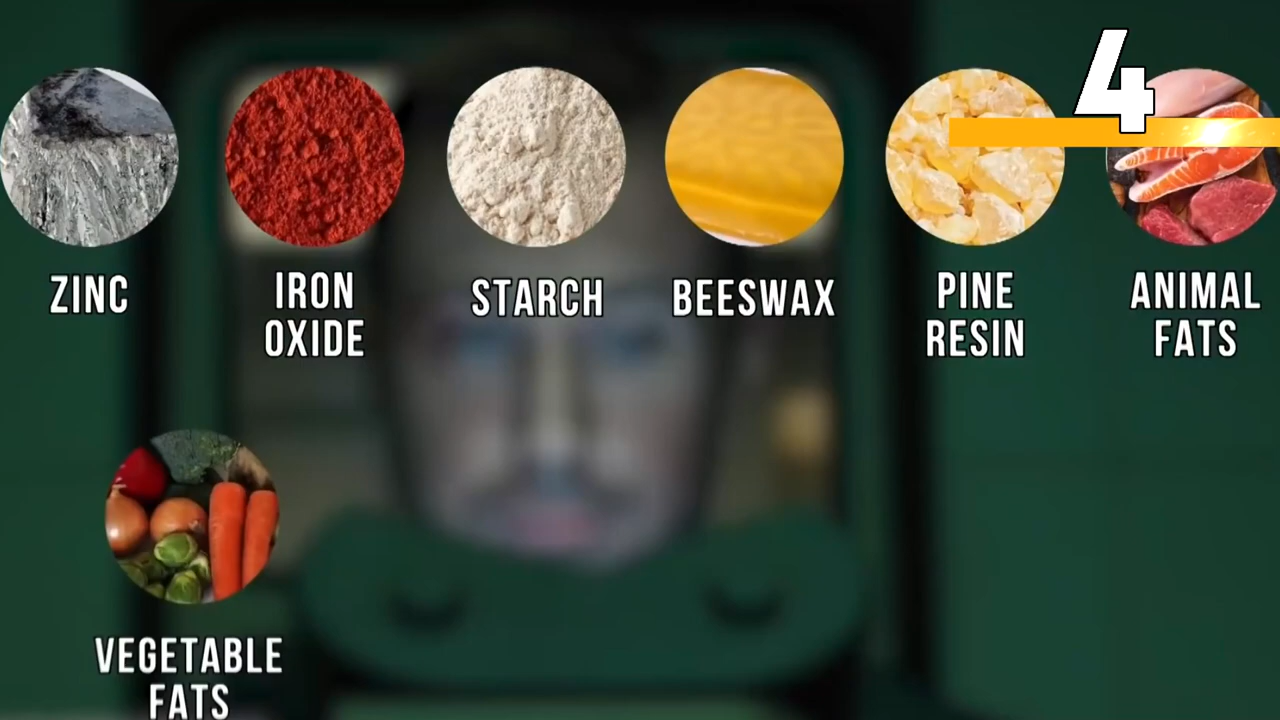 4
ZINC
IRON
OXIDE
STARCH
BEESWAX
PINE
RESIN
ANIMAL
FATS
VEGETABLE
FATS